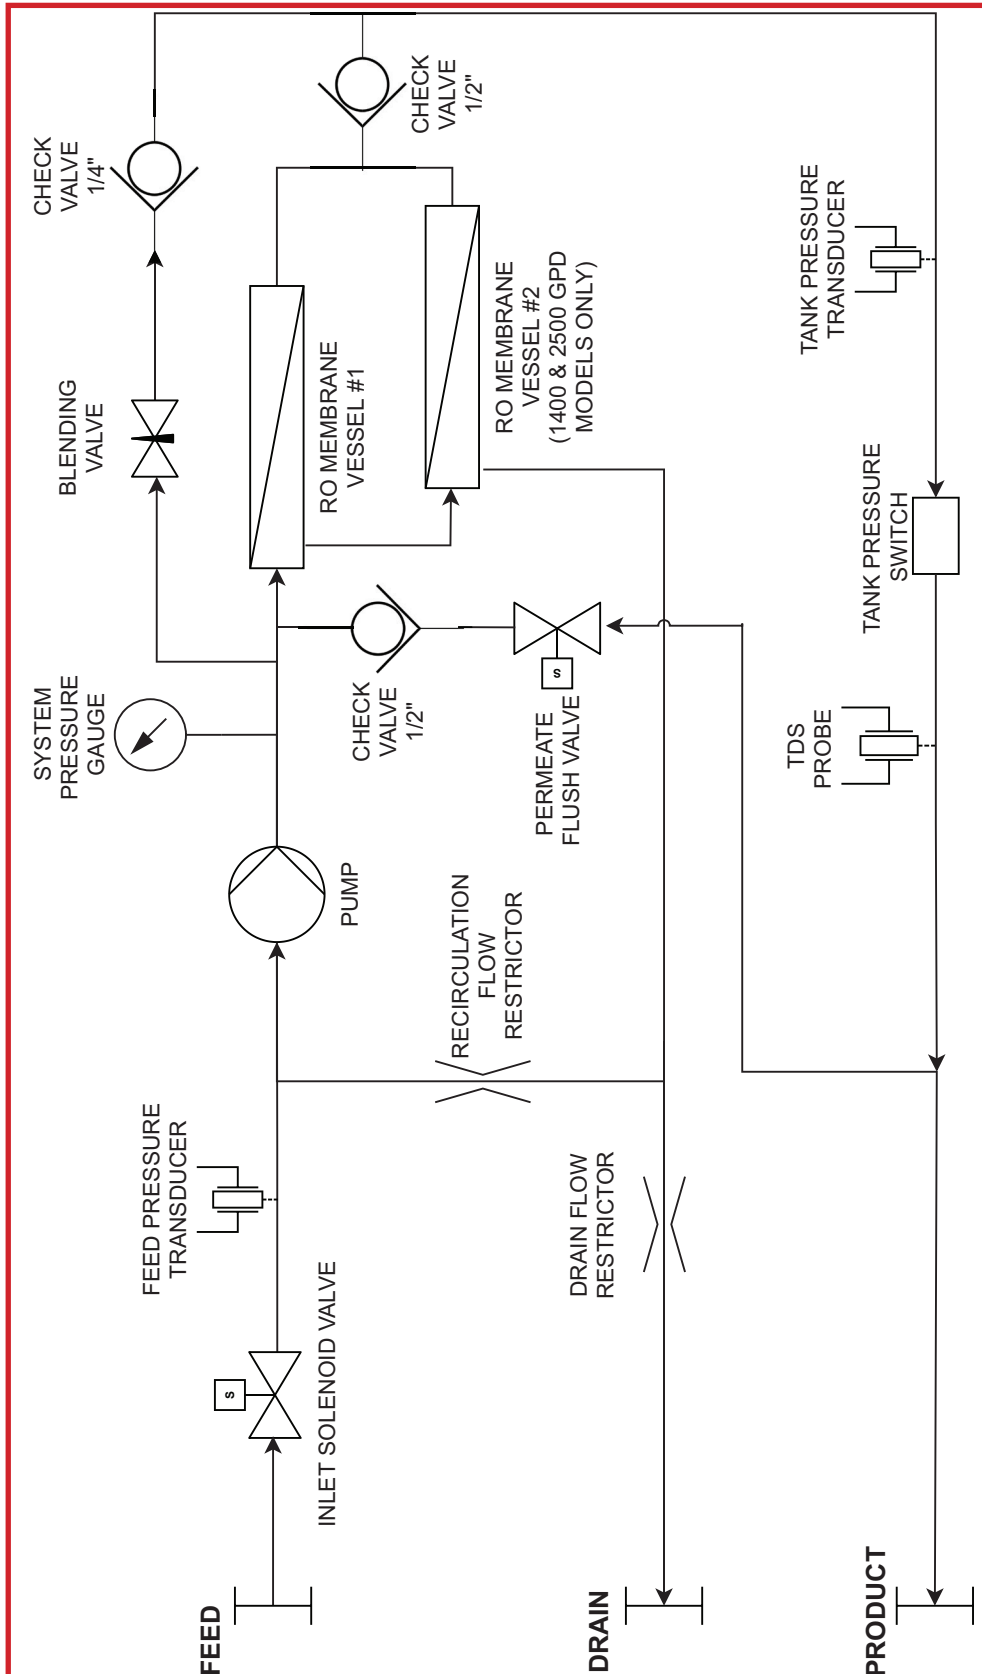 FEED
INLET SOLENOID VALVE
S
FEED PRESSURE
TRANSDUCER
PUMP
SYSTEM
PRESSURE
GAUGE
BLENDING
VALVE
CHECK
VALVE
1/4"
RO MEMBRANE
VESSEL #1
CHECK
VALVE
1/2"
RO MEMBRANE
VESSEL #2
(1400 & 2500 GPD
MODELS ONLY)
CHECK
VALVE
1/2"
S
PERMEATE
FLUSH VALVE
RECIRCULATION
FLOW
RESTRICTOR
DRAIN
DRAIN FLOW
RESTRICTOR
PRODUCT
TDS
PROBE
TANK PRESSURE
SWITCH
TANK PRESSURE
TRANSDUCER